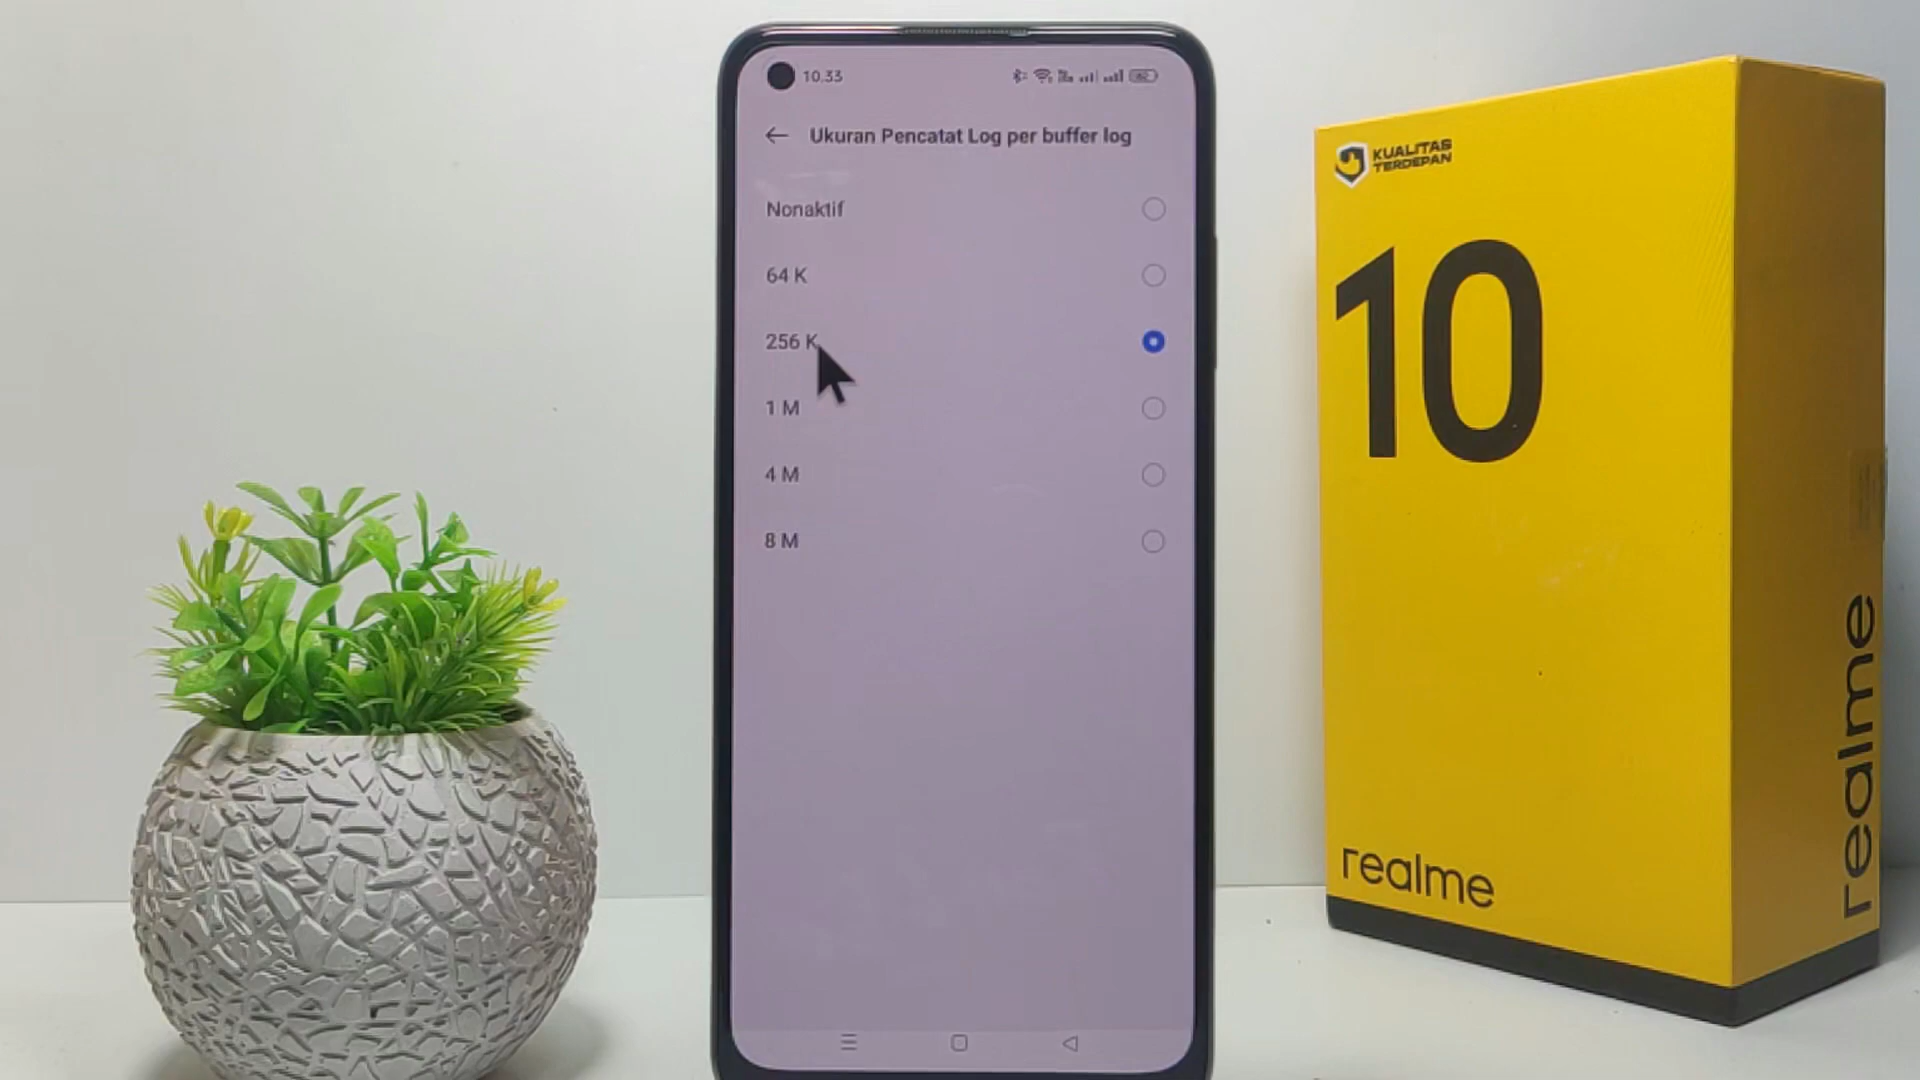 10.33
Ukuran Pencatat Log per buffer log
Nonaktif
64 K
256 K
1 M
4 M
8 M
KUALITAS
TERDEPAN
10
realme
realme